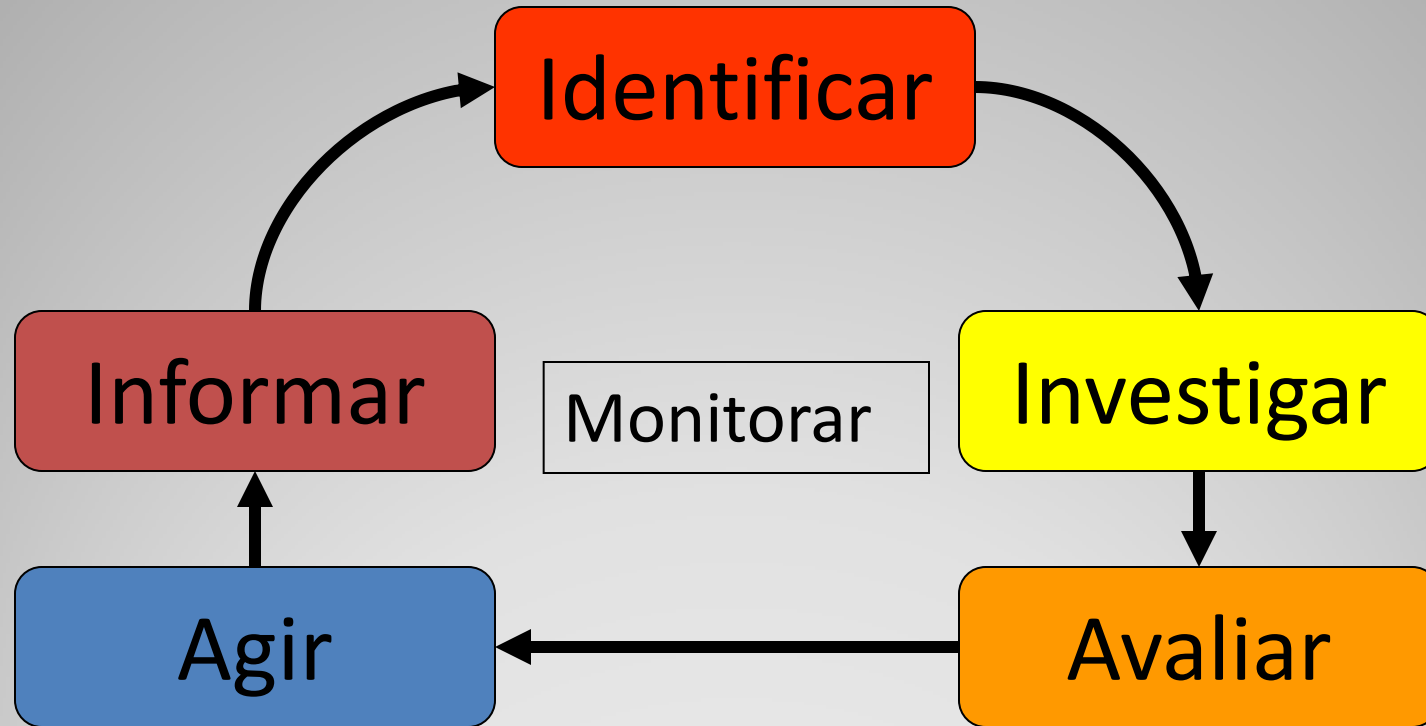 Identificar
Informar
Monitorar
Investigar
Agir
Avaliar